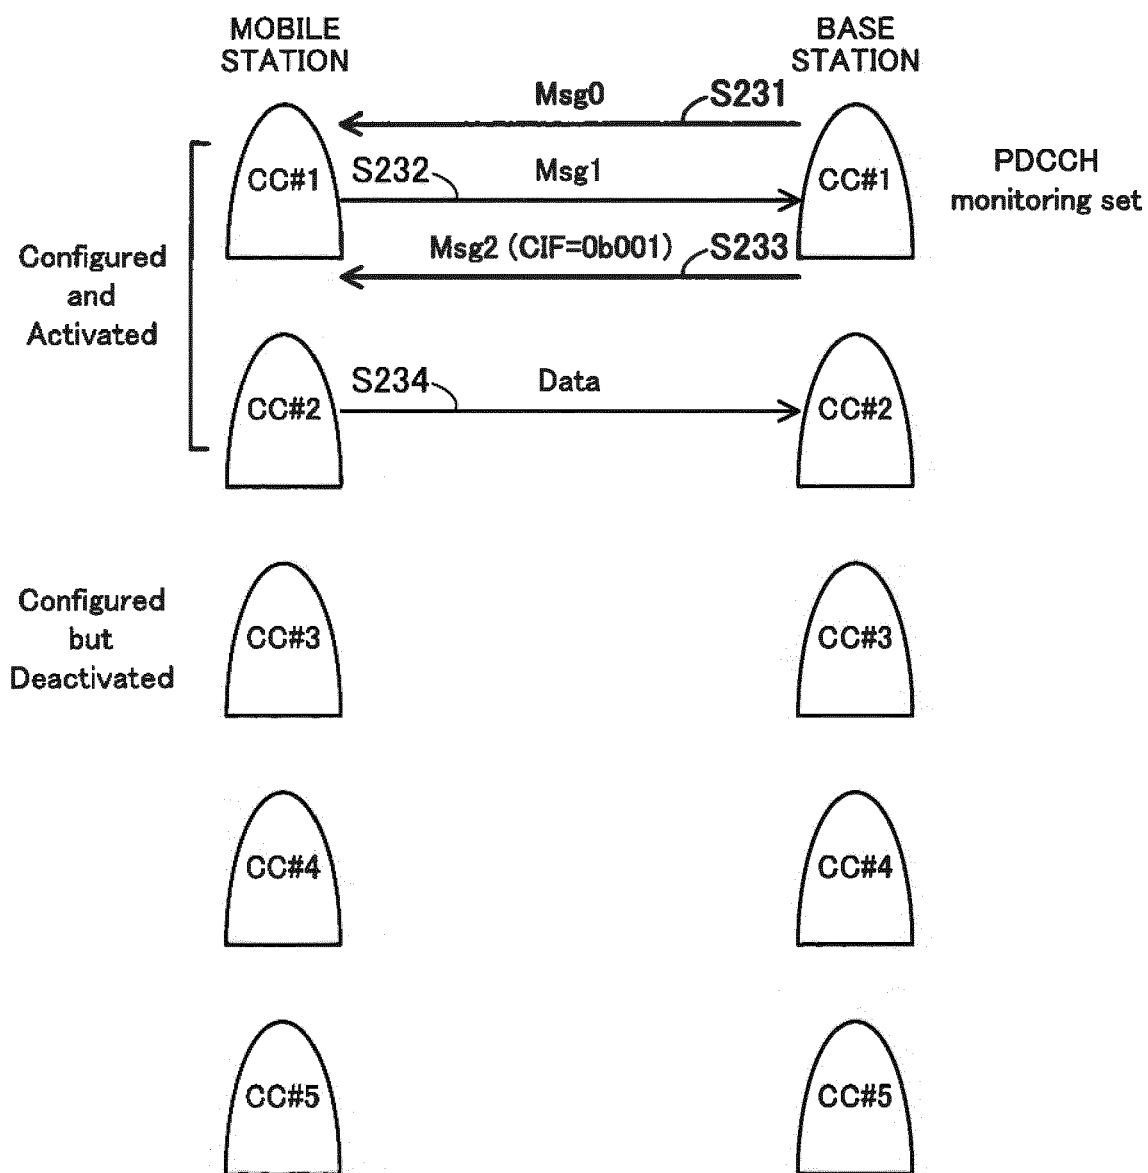 MOBILE
STATION
BASE
STATION
Msg0
S231
CC#1
S232
Msg1
CC#1
PDCCH
monitoring set
Msg2 (CIF=0b001)
S233
Configured
and
Activated
CC#2
S234
Data
CC#2
Configured
but
Deactivated
CC#3
CC#3
CC#4
CC#4
CC#5
CC#5